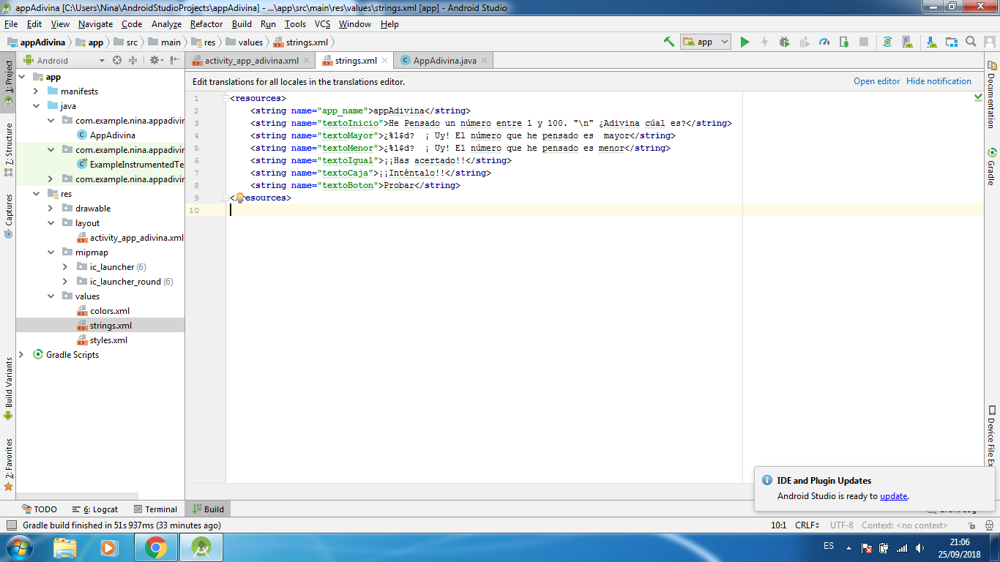 appAdivina [C:\Users\Nina\AndroidStudioProjects\appAdivina] - ...\app\src\main\res\values\strings.xml [app] - Android Studio
File Edit View Navigate Code Analyze Refactor Build Run Tools VCS Window Help
appAdivina app src main res values strings.xml app
Android activity_app_adivina.xml strings.xml AppAdivina.java
1: Project
7: Structure
Captures
Build Variants
2: Favorites
app
manifests
java
com.example.nina.appadivin
AppAdivina
com.example.nina.appadivin
ExampleInstrumentedTe
com.example.nina.appadivin
res
drawable
layout
activity_app_adivina.xml
mipmap
ic_launcher (6)
ic_launcher_round (6)
values
colors.xml
strings.xml
styles.xml
Gradle Scripts
Edit translations for all locales in the translations editor. Open editor Hide notification
1 <resources>
2 <string name="app_name">appAdivina</string>
3 <string name="textoInicio">He Pensado un número entre 1 y 100. "\n" ¿Adivina cúal es?</string>
4 <string name="textoMayor">¿%1$d? ¡ Uy! El número que he pensado es mayor</string>
5 <string name="textoMenor">¿%1$d? ¡ Uy! El número que he pensado es menor</string>
6 <string name="textoIgual">¡¡Has acertado!!</string>
7 <string name="textoCaja">¡¡Inténtalo!!</string>
8 <string name="textoBoton">Probar</string>
9 </resources>
10
Documentation
Gradle
Device File Ex
IDE and Plugin Updates
Android Studio is ready to update.
TODO 6: Logcat Terminal Build Event Log
Gradle build finished in 51s 937ms (33 minutes ago) 10:1 CRLF UTF-8 Context: <no context>
ES 21:06
25/09/2018